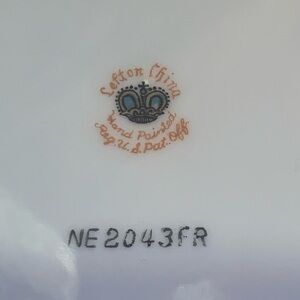 Lefton China
Hand Painted
Reg. U.S. Pat. Off.
NE2043FR